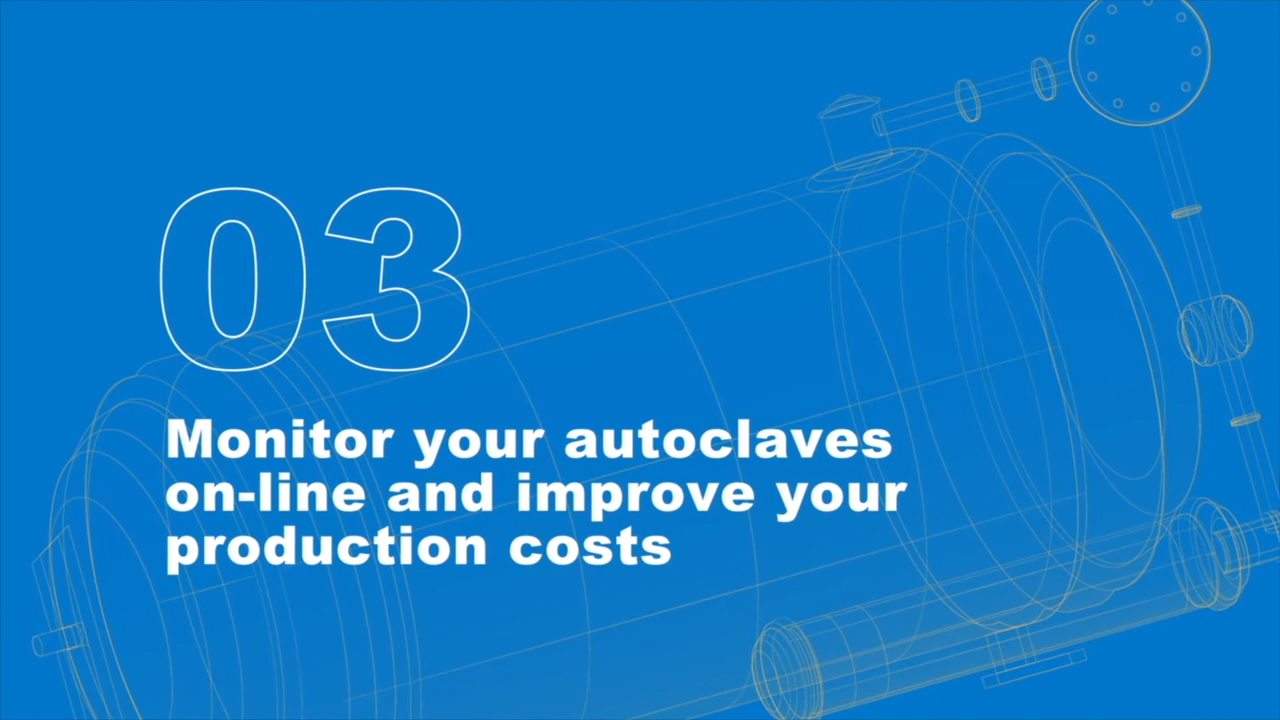 03
Monitor your autoclaves
on-line and improve your
production costs